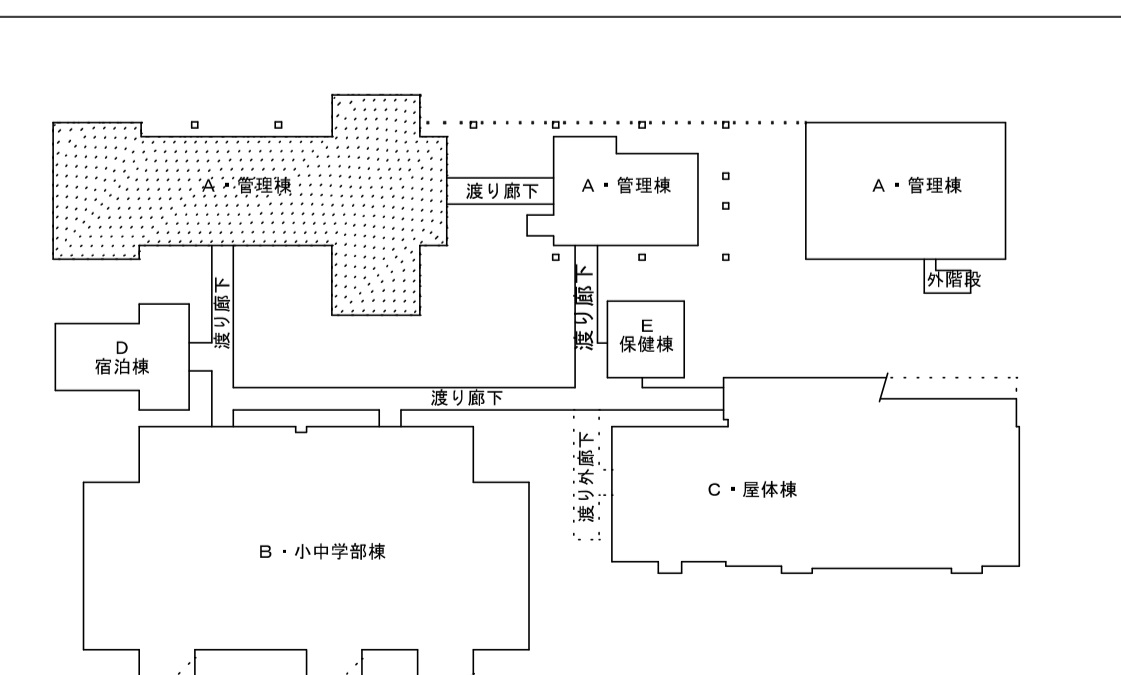 A・管理棟
渡り廊下
A・管理棟
A・管理棟
外階段
渡り廊下
渡り廊下
E
保健棟
D
宿泊棟
渡り廊下
渡り外廊下
C・屋体棟
B・小中学部棟